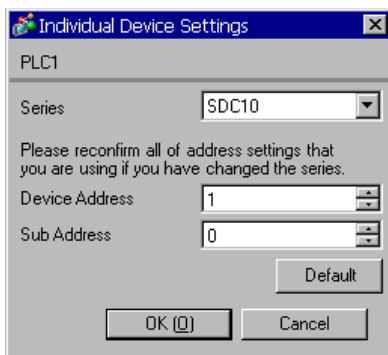 Individual Device Settings
PLC1
Series SDC10
Please reconfirm all of address settings that
you are using if you have changed the series.
Device Address 1
Sub Address 0
Default
OK (O) Cancel